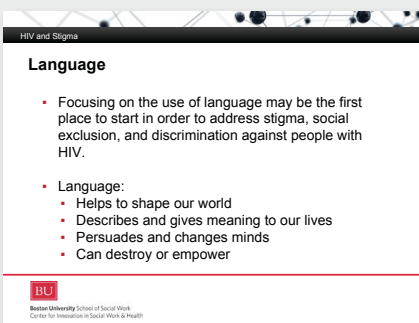 HIV and Stigma
Language
▪ Focusing on the use of language may be the first
place to start in order to address stigma, social
exclusion, and discrimination against people with
HIV.
▪ Language:
▪ Helps to shape our world
▪ Describes and gives meaning to our lives
▪ Persuades and changes minds
▪ Can destroy or empower
BU
Boston University School of Social Work
Center for Innovation in Social Work & Health